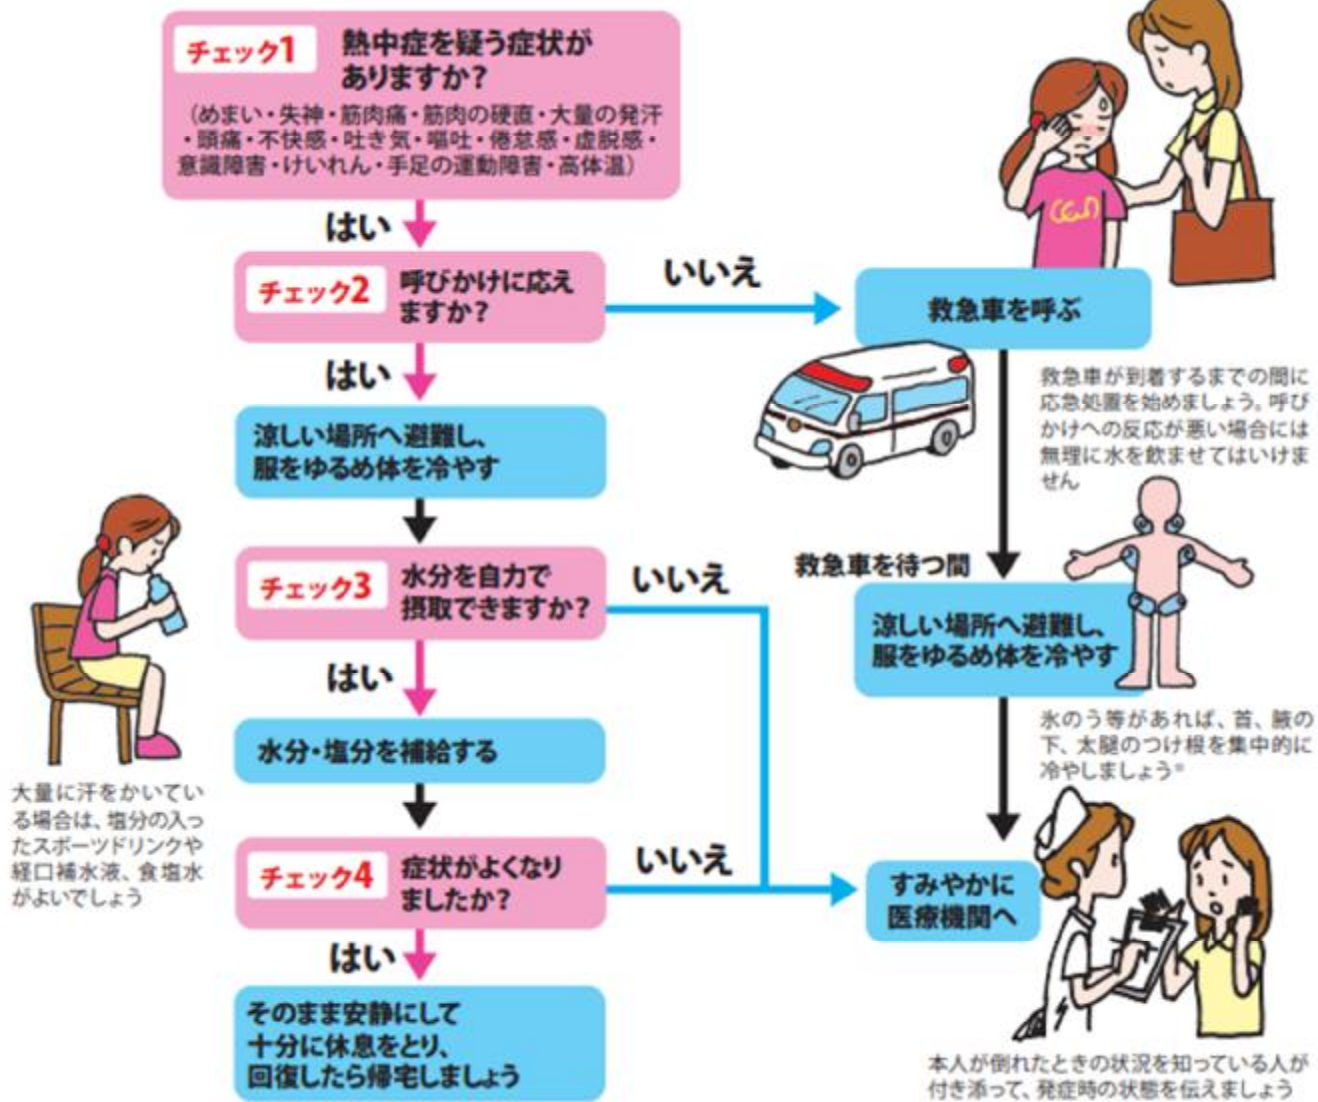 チェック1
熱中症を疑う症状が
ありますか?
(めまい・失神・筋肉痛・筋肉の硬直・大量の発汗
・頭痛・不快感・吐き気・嘔吐・倦怠感・虚脱感・
意識障害・けいれん・手足の運動障害・高体温)
はい
チェック2
呼びかけに応え
ますか?
いいえ
救急車を呼ぶ
はい
救急車が到着するまでの間に
応急処置を始めましょう。呼び
かけへの反応が悪い場合には
無理に水を飲ませてはいけま
せん
涼しい場所へ避難し、
服をゆるめ体を冷やす
チェック3
水分を自力で
摂取できますか?
いいえ
救急車を待つ間
涼しい場所へ避難し、
服をゆるめ体を冷やす
はい
氷のう等があれば、首、腋の
下、太腿のつけ根を集中的に
冷やしましょう※
水分・塩分を補給する
大量に汗をかいてい
る場合は、塩分の入っ
たスポーツドリンクや
経口補水液、食塩水
がよいでしょう
チェック4
症状がよくなり
ましたか?
いいえ
すみやかに
医療機関へ
はい
そのまま安静にして
十分に休息をとり、
回復したら帰宅しましょう
本人が倒れたときの状況を知っている人が
付き添って、発症時の状態を伝えましょう